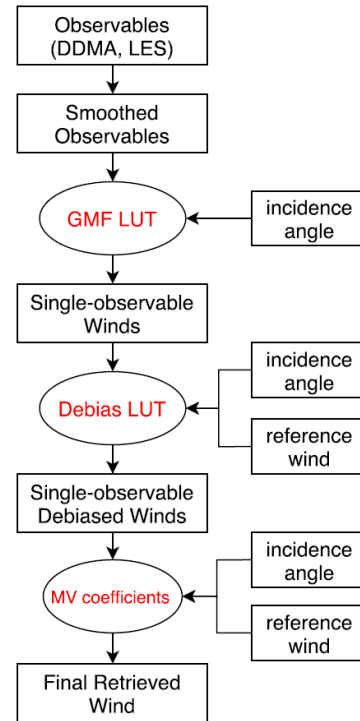 Observables
(DDMA, LES)
Smoothed
Observables
GMF LUT
incidence
angle
Single-observable
Winds
incidence
angle
Debias LUT
reference
wind
Single-observable
Debiased Winds
incidence
angle
MV coefficients
reference
wind
Final Retrieved
Wind